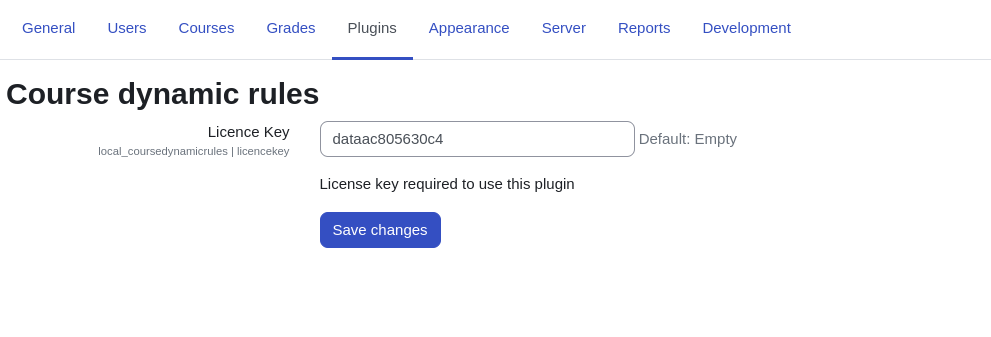 General Users Courses Grades Plugins Appearance Server Reports Development
Course dynamic rules
Licence Key
dataac805630c4 Default: Empty
local_coursedynamicrules | licencekey
License key required to use this plugin
Save changes